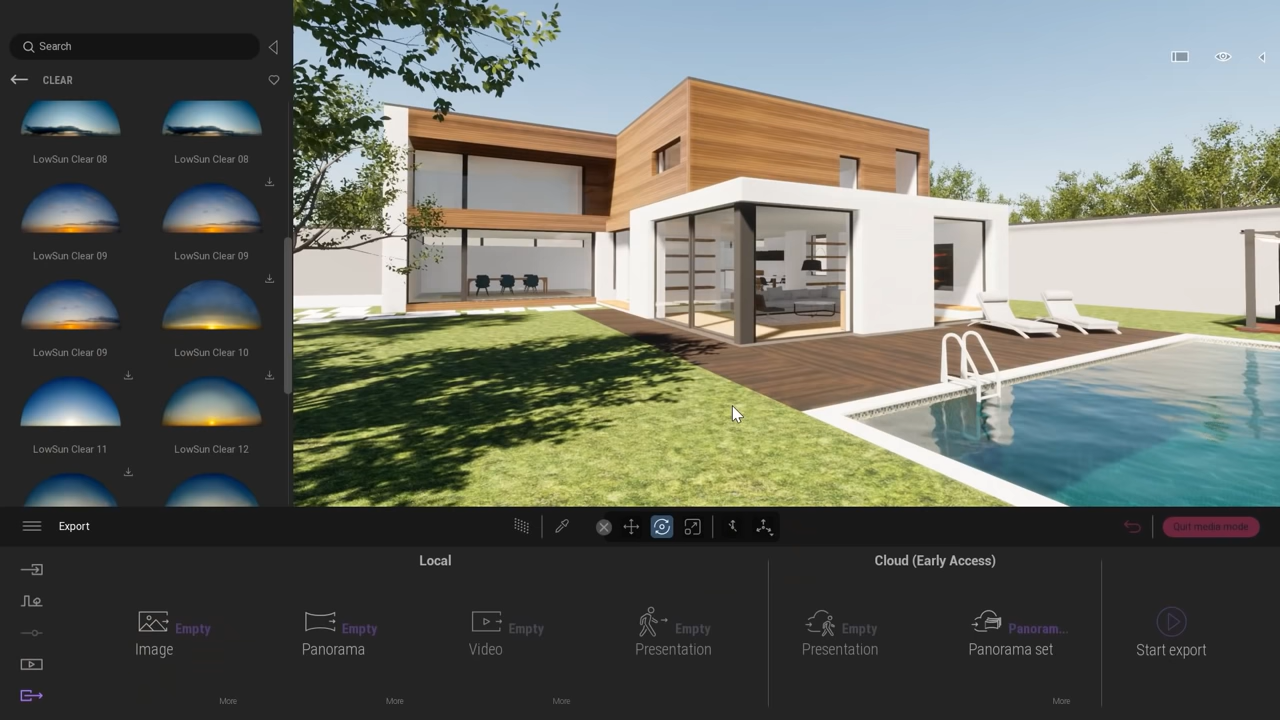 Search
CLEAR
LowSun Clear 08
LowSun Clear 08
LowSun Clear 09
LowSun Clear 09
LowSun Clear 09
LowSun Clear 10
LowSun Clear 11
LowSun Clear 12
Export
Quit media mode
Local
Cloud (Early Access)
Empty
Image
Empty
Panorama
Empty
Video
Empty
Presentation
Empty
Presentation
Panoram...
Panorama set
Start export
More
More
More
More